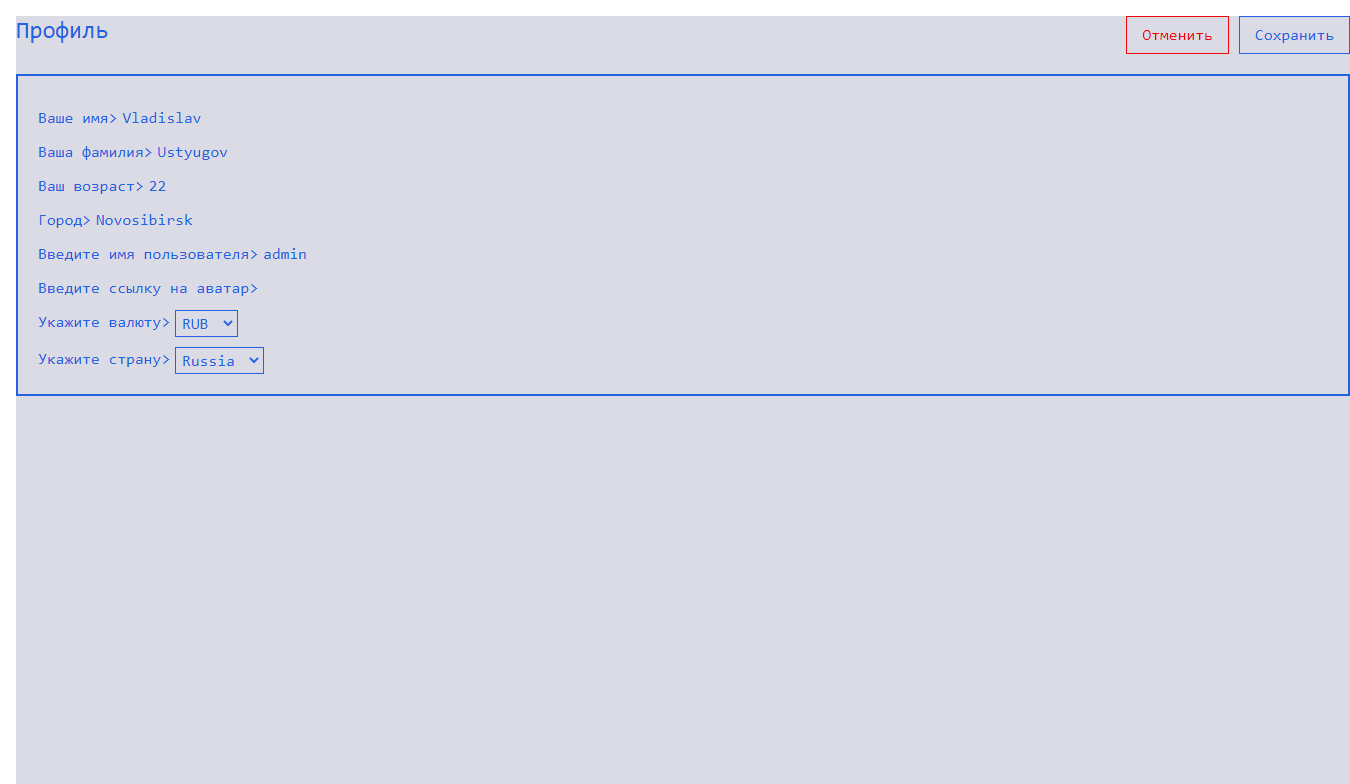 Профиль
Отменить
Сохранить
Ваше имя> Vladislav
Ваша фамилия> Ustyugov
Ваш возраст> 22
Город> Novosibirsk
Введите имя пользователя> admin
Введите ссылку на аватар>
Укажите валюту> RUB
Укажите страну> Russia